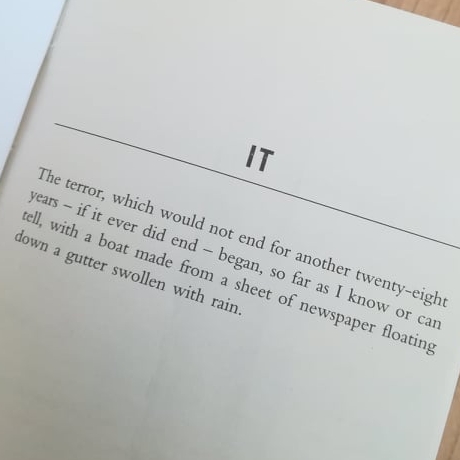 IT
The terror, which would not end for another twenty-eight
years – if it ever did end – began, so far as I know or can
tell, with a boat made from a sheet of newspaper floating
down a gutter swollen with rain.